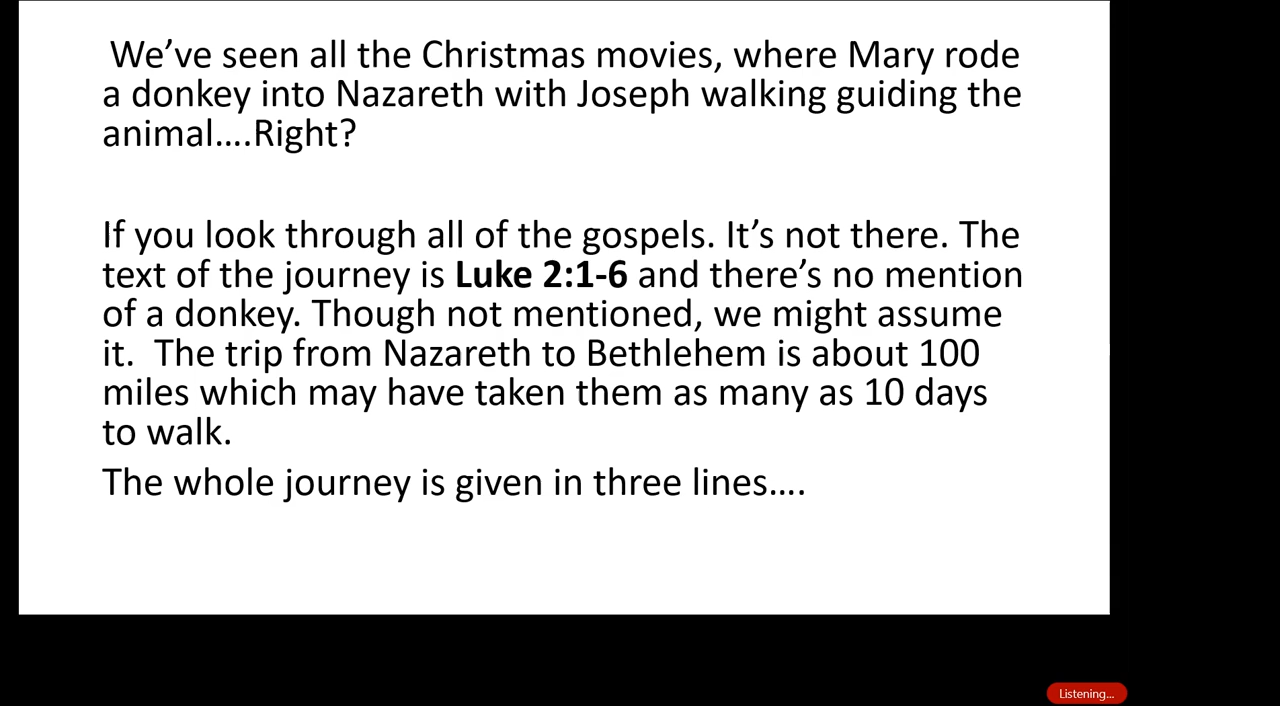 We’ve seen all the Christmas movies, where Mary rode
a donkey into Nazareth with Joseph walking guiding the
animal….Right?
If you look through all of the gospels. It’s not there. The
text of the journey is Luke 2:1-6 and there’s no mention
of a donkey. Though not mentioned, we might assume
it.  The trip from Nazareth to Bethlehem is about 100
miles which may have taken them as many as 10 days
to walk.
The whole journey is given in three lines….
Listening...